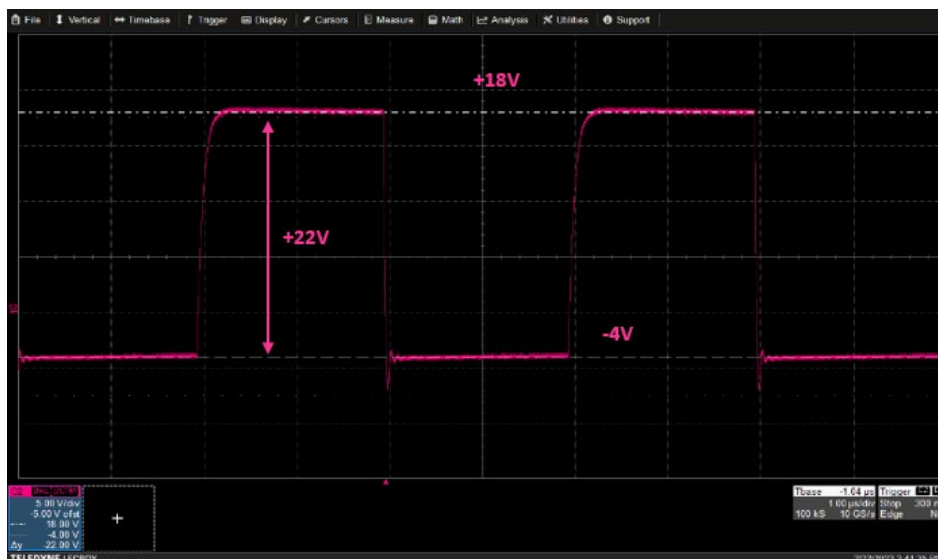 File Vertical Timebase Trigger Display Cursors Measure Math Analysis Utilities Support
+18V
+22V
-4V
5.00 V/div
-5.00 V ofst
18.00 V
-4.00 V
Δy -22.00 V
+
Tbase -1.04 µs
1.00 µs/div
100 kS 10 GS/s
Trigger
Stop 300 m
Edge
TELEDYNE LECROY